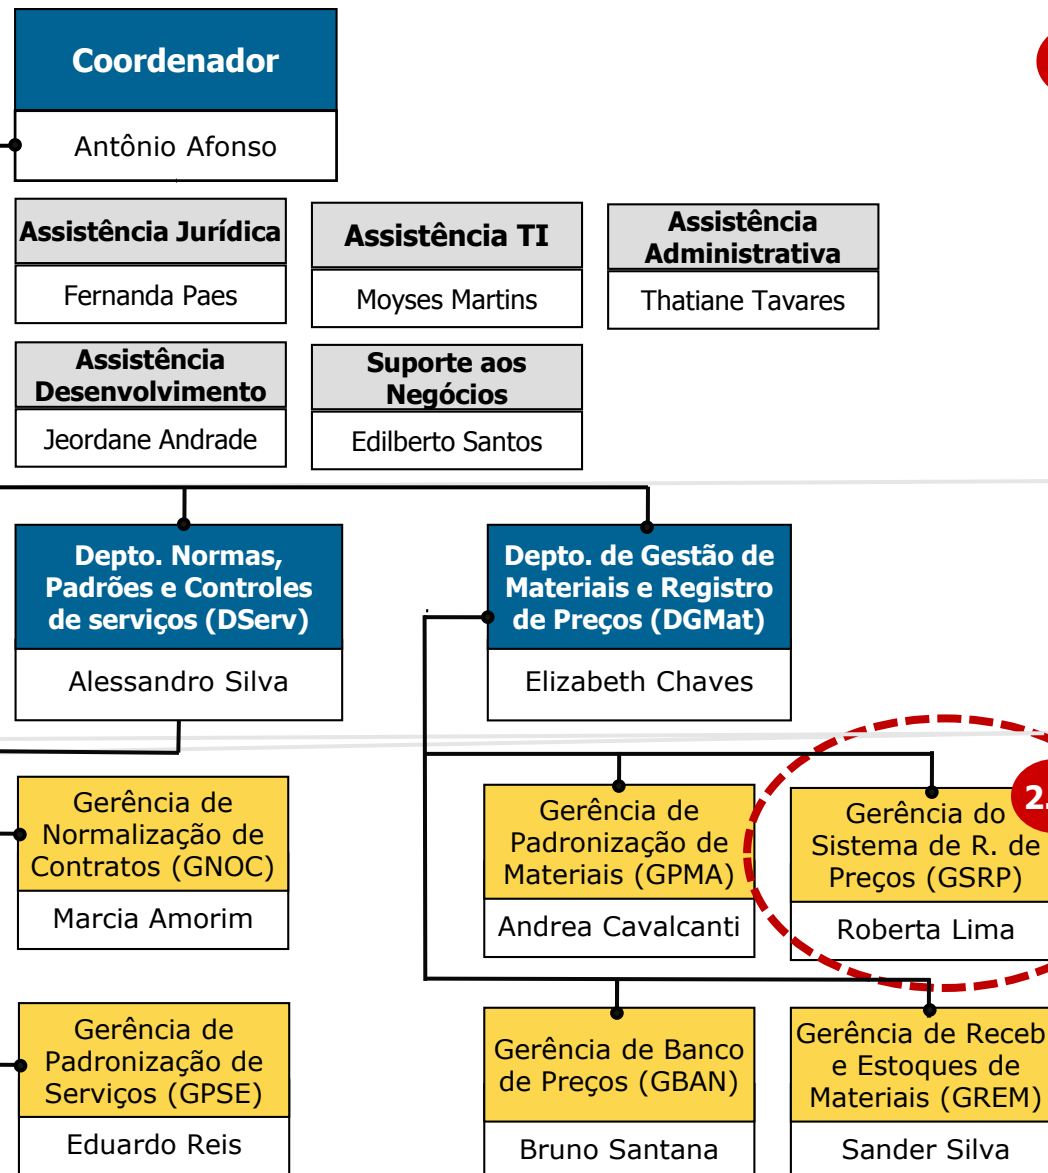 Coordenador
Antônio Afonso
Assistência Jurídica
Fernanda Paes
Assistência TI
Moyses Martins
Assistência
Administrativa
Thatiane Tavares
Assistência
Desenvolvimento
Jeordane Andrade
Suporte aos
Negócios
Edilberto Santos
Depto. Normas,
Padrões e Controles
de serviços (DServ)
Alessandro Silva
Depto. de Gestão de
Materiais e Registro
de Preços (DGMat)
Elizabeth Chaves
Gerência de
Normalização de
Contratos (GNOC)
Marcia Amorim
Gerência de
Padronização de
Materiais (GPMA)
Andrea Cavalcanti
2.
Gerência do
Sistema de R. de
Preços (GSRP)
Roberta Lima
Gerência de
Padronização de
Serviços (GPSE)
Eduardo Reis
Gerência de Banco
de Preços (GBAN)
Bruno Santana
Gerência de Receb
e Estoques de
Materiais (GREM)
Sander Silva